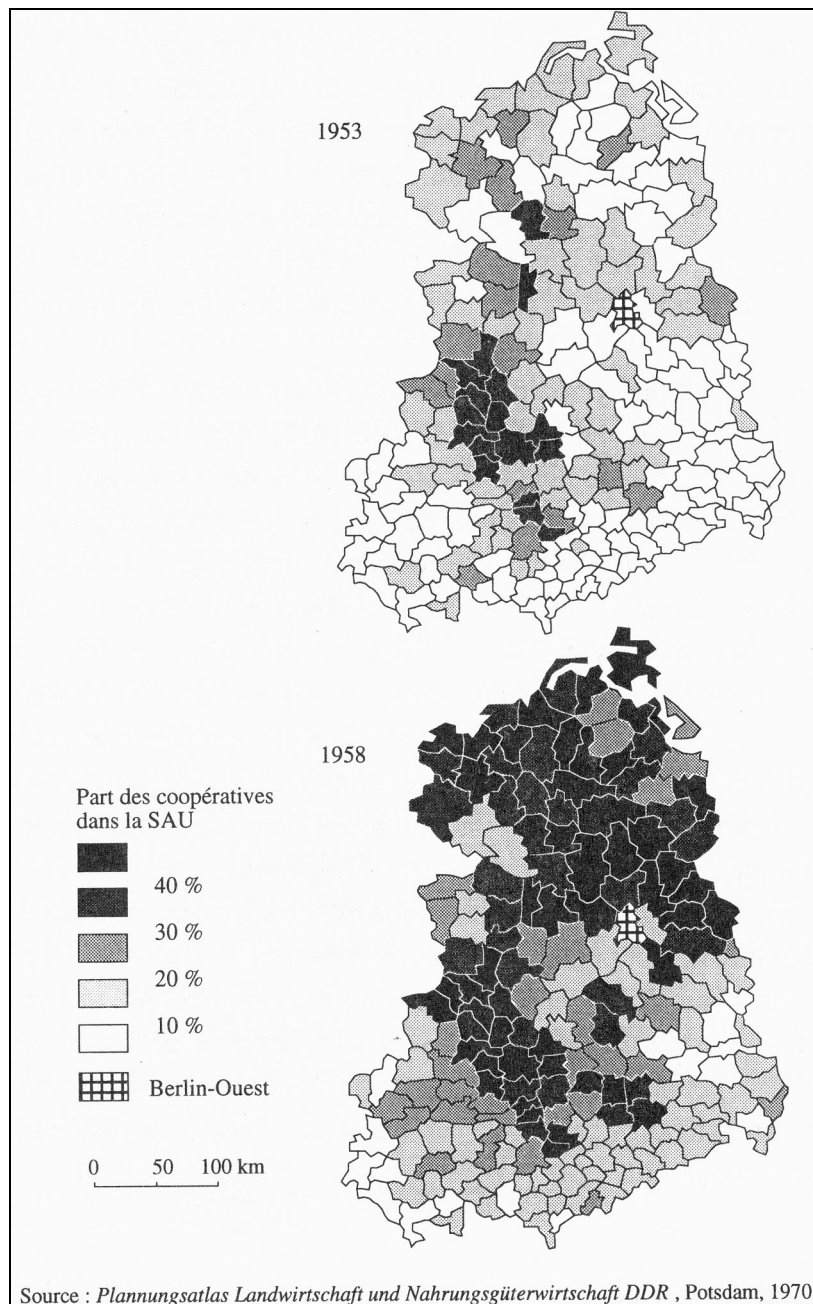 1953
1958
Part des coopératives
dans la SAU
40 %
30 %
20 %
10 %
Berlin-Ouest
0 50 100 km
Source : Plannungsatlas Landwirtschaft und Nahrungsgüterwirtschaft DDR , Potsdam, 1970